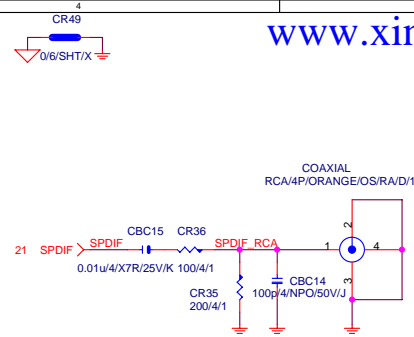 4
CR49
www.xin
0/6/SHT/X
COAXIAL
RCA/4P/ORANGE/OS/RA/D/1
CBC15 CR36
21 SPDIF SPDIF SPDIF_RCA 1 2 4 3
0.01u/4/X7R/25V/K 100/4/1
CBC14
CR35 100p/4/NPO/50V/J
200/4/1